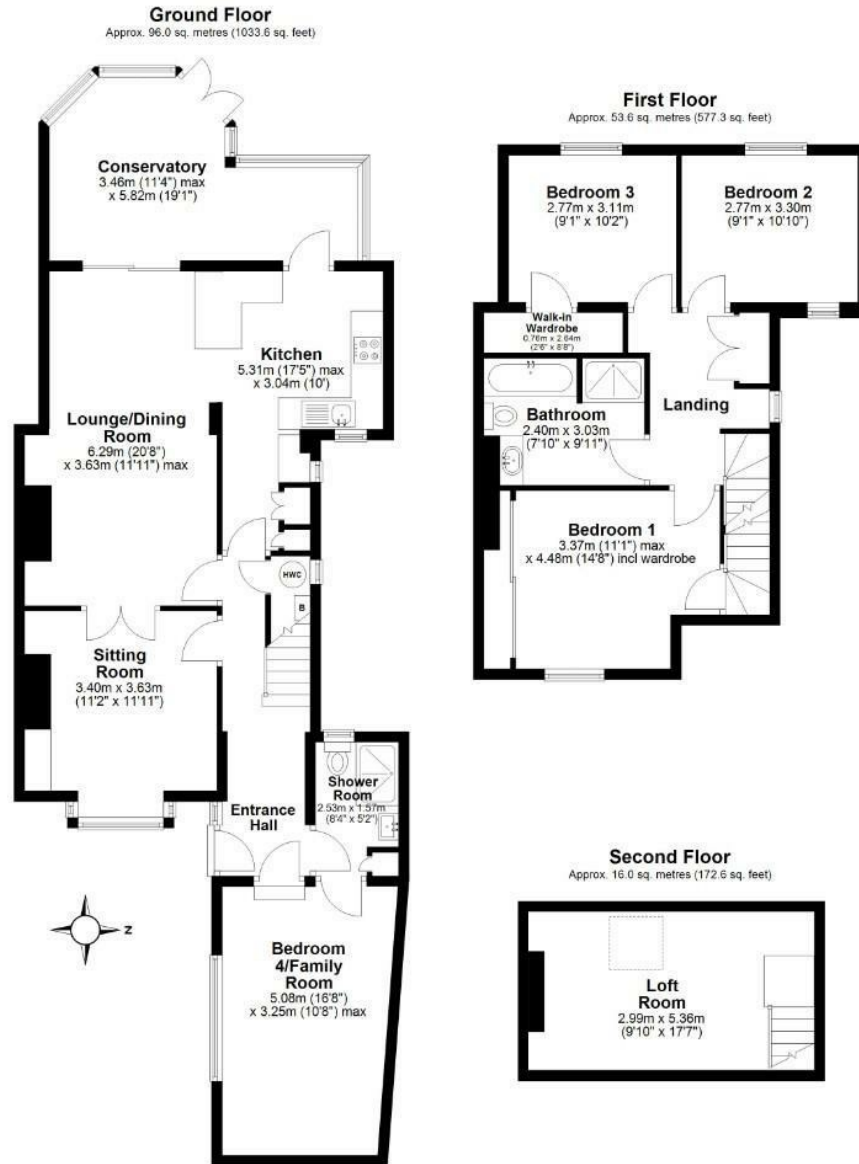 Ground Floor
Approx. 96.0 sq. metres (1033.6 sq. feet)
Conservatory
3.46m (11'4") max
x 5.82m (19'1")
Kitchen
5.31m (17'5") max
x 3.04m (10')
Lounge/Dining
Room
6.29m (20'8")
x 3.63m (11'11") max
HWC
B
Sitting
Room
3.40m x 3.63m
(11'2" x 11'11")
Entrance
Hall
Shower
Room
2.53m x 1.57m
(8'4" x 5'2")
Bedroom
4/Family
Room
5.08m (16'8")
x 3.25m (10'8") max
z
First Floor
Approx. 53.6 sq. metres (577.3 sq. feet)
Bedroom 3
2.77m x 3.11m
(9'1" x 10'2")
Bedroom 2
2.77m x 3.30m
(9'1" x 10'10")
Walk-in
Wardrobe
0.76m x 2.64m
(2'6" x 8'8")
Bathroom
2.40m x 3.03m
(7'10" x 9'11")
Landing
Bedroom 1
3.37m (11'1") max
x 4.48m (14'8") incl wardrobe
Second Floor
Approx. 16.0 sq. metres (172.6 sq. feet)
Loft
Room
2.99m x 5.36m
(9'10" x 17'7")